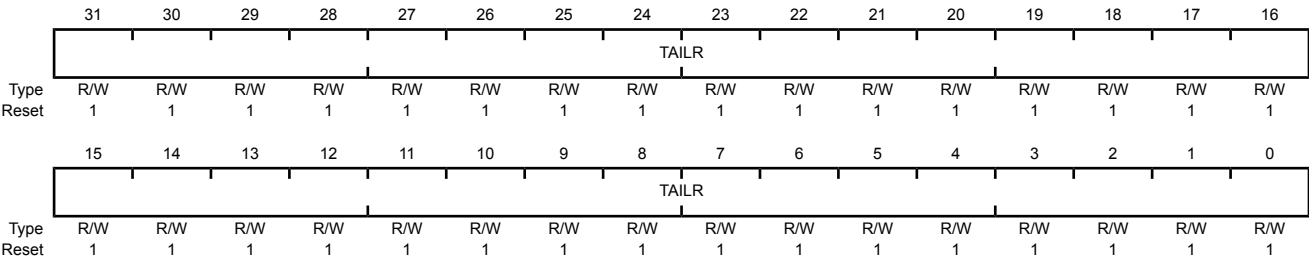 31 30 29 28 27 26 25 24 23 22 21 20 19 18 17 16
TAILR
Type R/W R/W R/W R/W R/W R/W R/W R/W R/W R/W R/W R/W R/W R/W R/W R/W
Reset 1 1 1 1 1 1 1 1 1 1 1 1 1 1 1 1
15 14 13 12 11 10 9 8 7 6 5 4 3 2 1 0
TAILR
Type R/W R/W R/W R/W R/W R/W R/W R/W R/W R/W R/W R/W R/W R/W R/W R/W
Reset 1 1 1 1 1 1 1 1 1 1 1 1 1 1 1 1